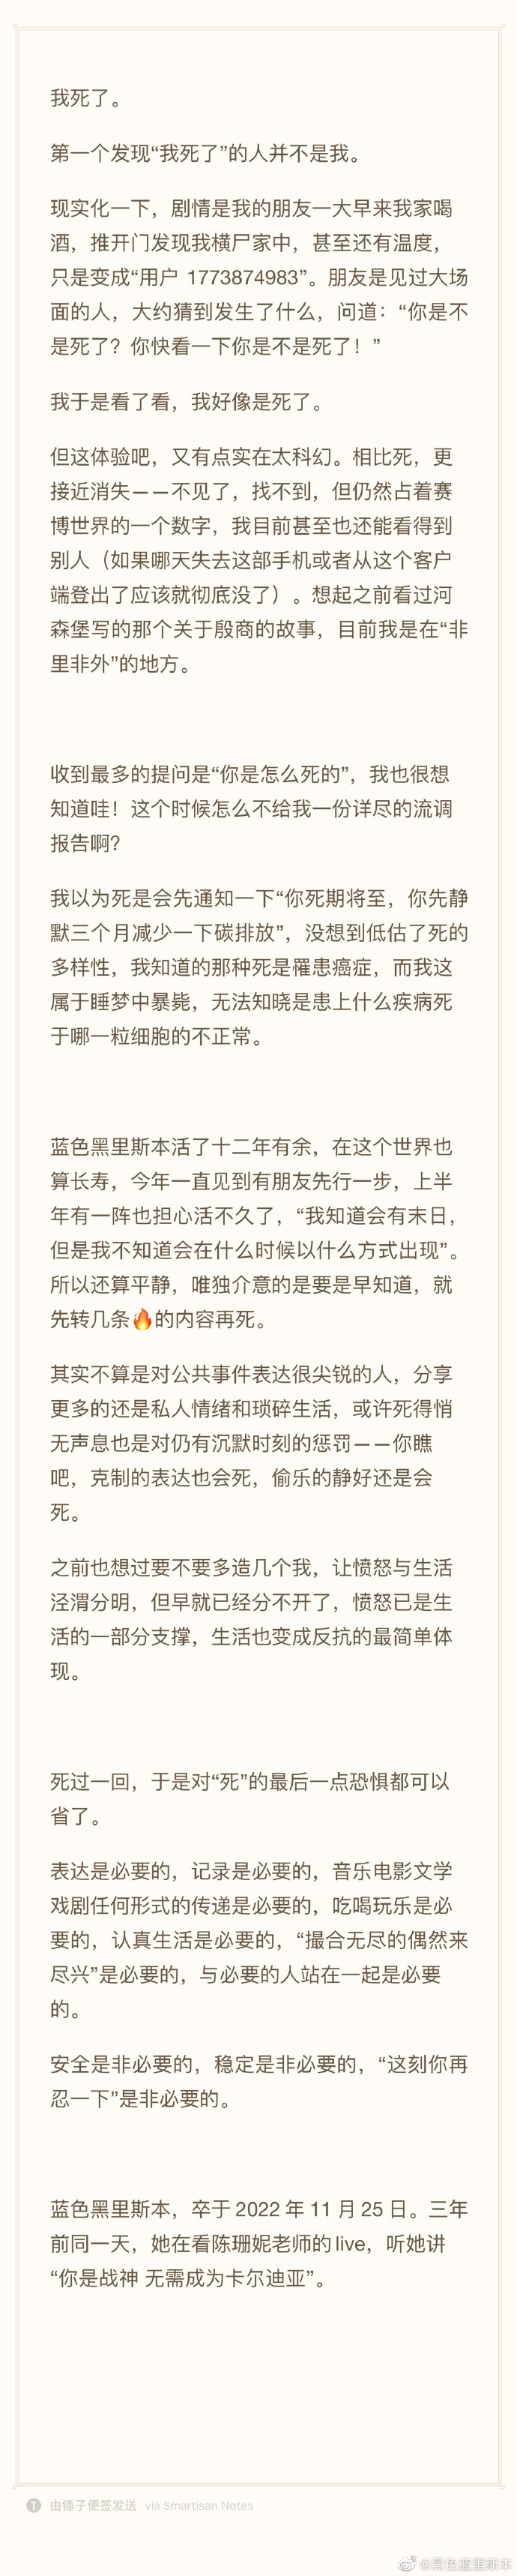 我死了。
第一个发现“我死了”的人并不是我。
现实化一下，剧情是我的朋友一大早来我家喝
酒，推开门发现我横尸家中，甚至还有温度，
只是变成“用户 1773874983”。朋友是见过大场
面的人，大约猜到发生了什么，问道：“你是不
是死了？你快看一下你是不是死了！”
我于是看了看，我好像是死了。
但这体验吧，又有点实在太科幻。相比死，更
接近消失——不见了，找不到，但仍然占着赛
博世界的一个数字，我目前甚至也还能看得到
别人（如果哪天失去这部手机或者从这个客户
端登出了应该就彻底没了）。想起之前看过河
森堡写的那个关于殷商的故事，目前我是在“非
里非外”的地方。
收到最多的提问是“你是怎么死的”，我也很想
知道哇！这个时候怎么不给我一份详尽的流调
报告啊？
我以为死是会先通知一下“你死期将至，你先静
默三个月减少一下碳排放”，没想到低估了死的
多样性，我知道的那种死是罹患癌症，而我这
属于睡梦中暴毙，无法知晓是患上什么疾病死
于哪一粒细胞的不正常。
蓝色黑里斯本活了十二年有余，在这个世界也
算长寿，今年一直见到有朋友先行一步，上半
年有一阵也担心活不久了，“我知道会有末日，
但是我不知道会在什么时候以什么方式出现”。
所以还算平静，唯独介意的是要是早知道，就
先转几条🔥的内容再死。
其实不算是对公共事件表达很尖锐的人，分享
更多的还是私人情绪和琐碎生活，或许死得悄
无声息也是对仍有沉默时刻的惩罚——你瞧
吧，克制的表达也会死，偷乐的静好还是会
死。
之前也想过要不要多造几个我，让愤怒与生活
泾渭分明，但早就已经分不开了，愤怒已是生
活的一部分支撑，生活也变成反抗的最简单体
现。
死过一回，于是对“死”的最后一点恐惧都可以
省了。
表达是必要的，记录是必要的，音乐电影文学
戏剧任何形式的传递是必要的，吃喝玩乐是必
要的，认真生活是必要的，“撮合无尽的偶然来
尽兴”是必要的，与必要的人站在一起是必要
的。
安全是非必要的，稳定是非必要的，“这刻你再
忍一下”是非必要的。
蓝色黑里斯本，卒于 2022 年 11 月 25 日。三年
前同一天，她在看陈珊妮老师的 live，听她讲
“你是战神 无需成为卡尔迪亚”。
T 由锤子便签发送 via Smartisan Notes
@黑色蓝里斯本